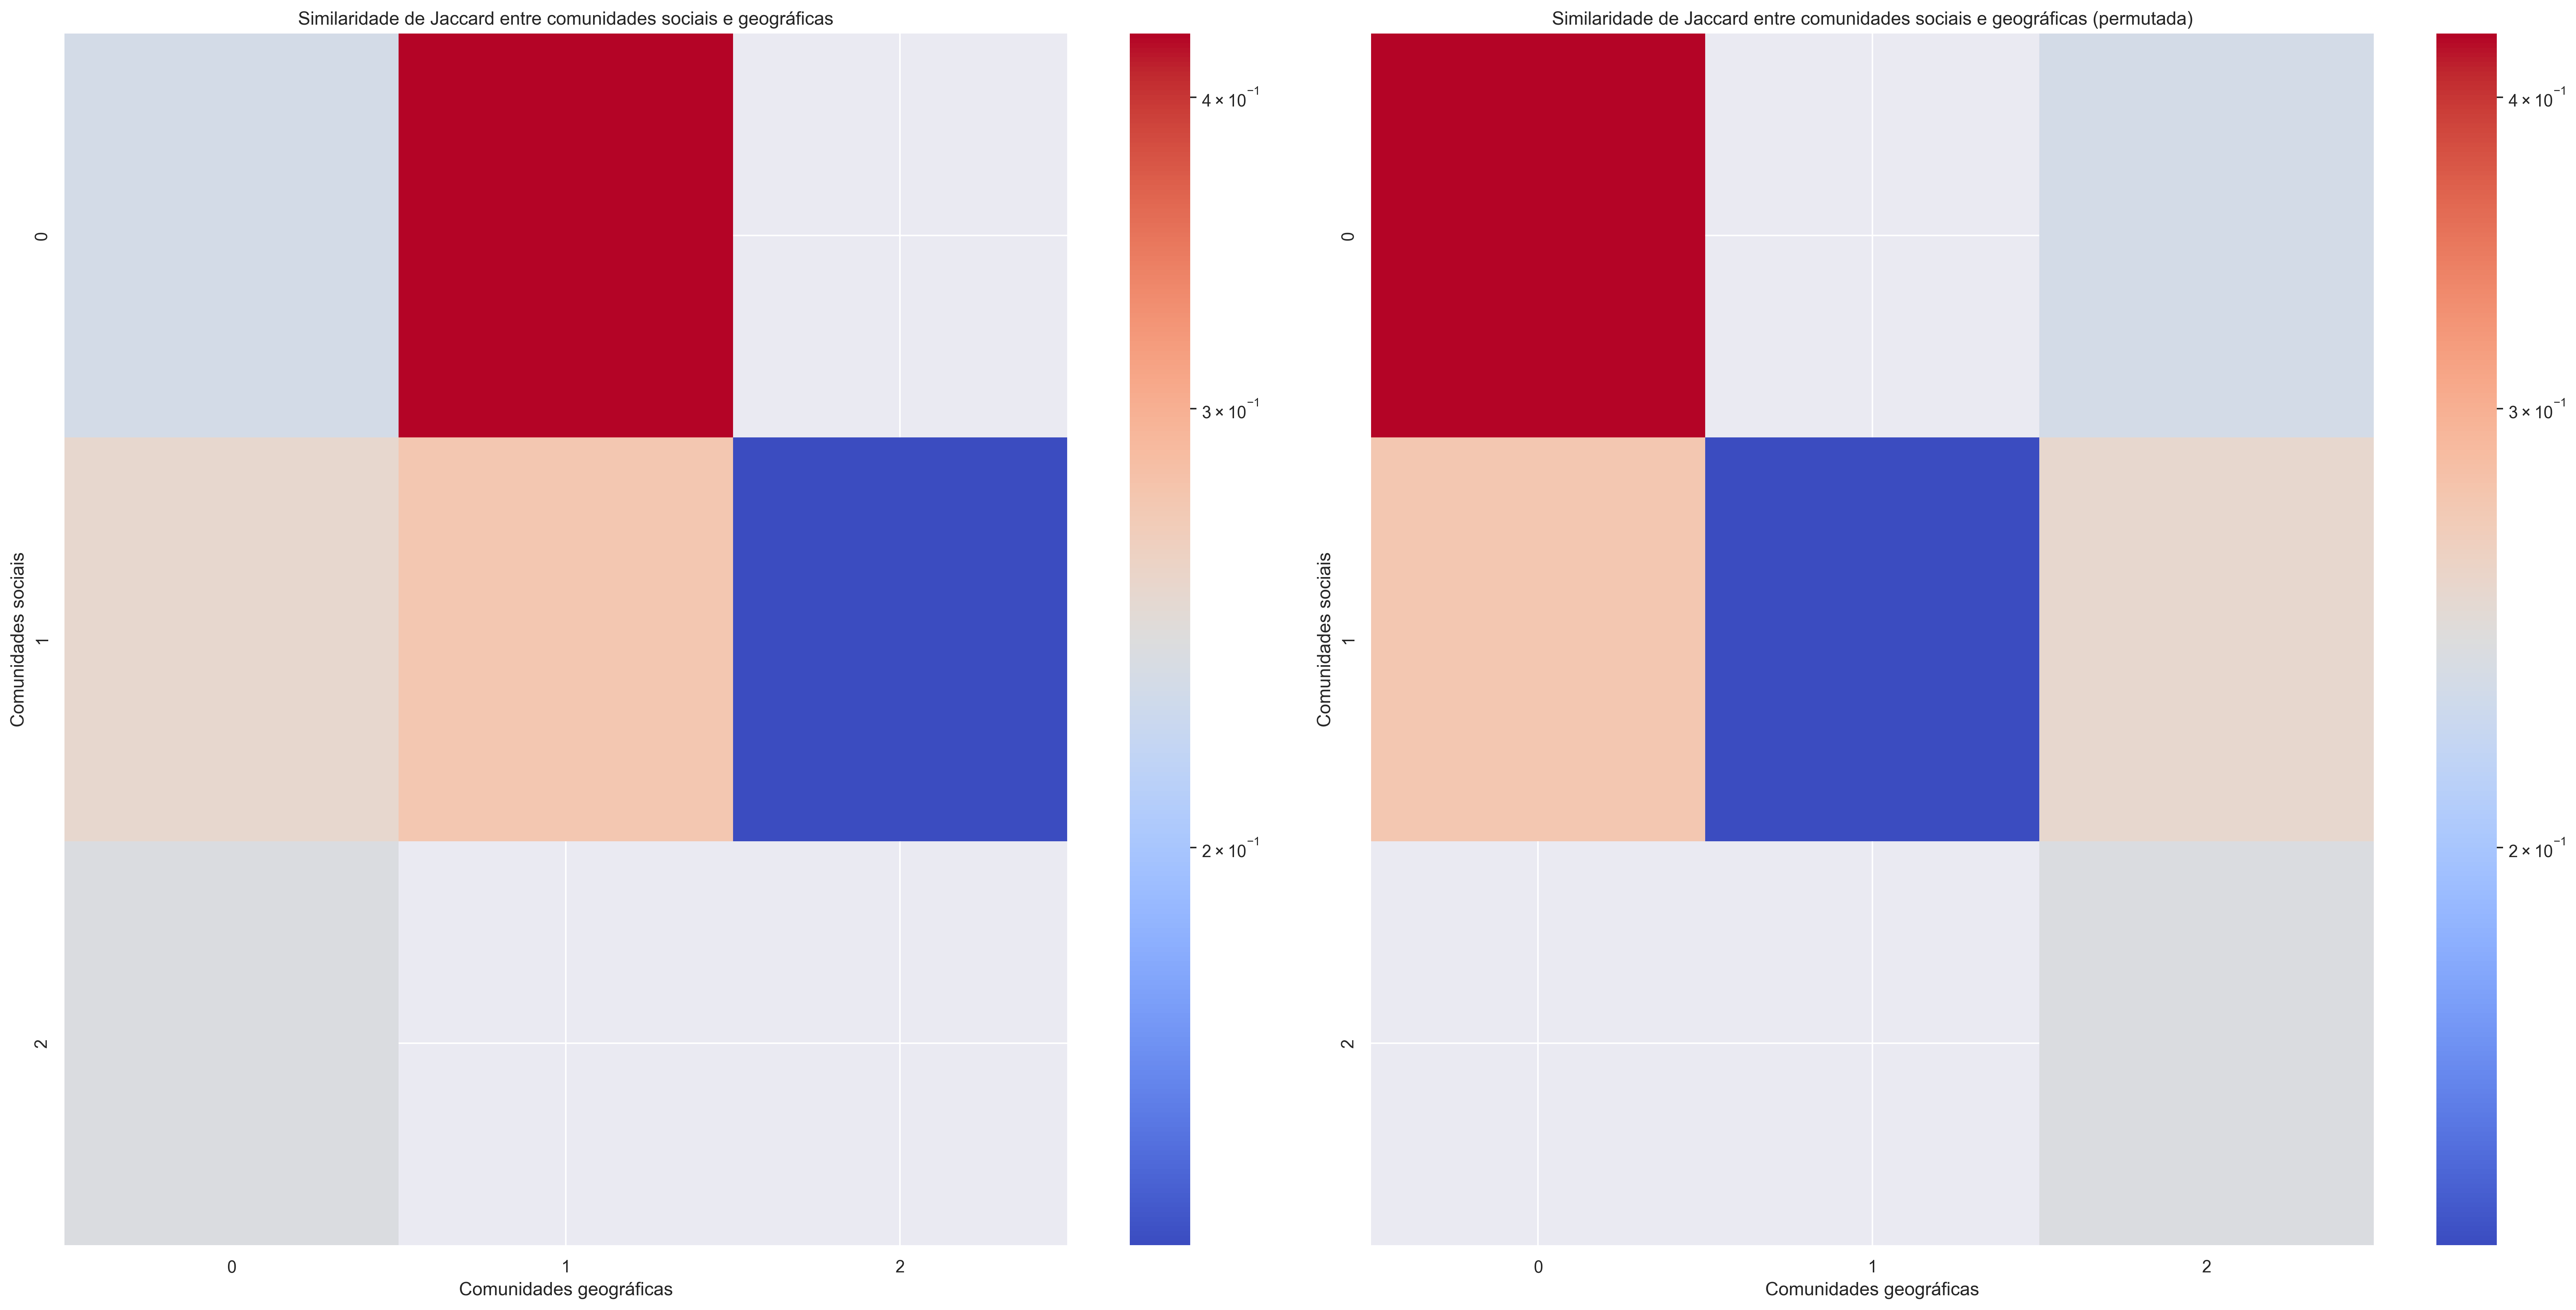 Similaridade de Jaccard entre comunidades sociais e geográficas
Comunidades sociais
0
1
2
0 1 2
Comunidades geográficas
4 × 10⁻¹
3 × 10⁻¹
2 × 10⁻¹
Similaridade de Jaccard entre comunidades sociais e geográficas (permutada)
Comunidades sociais
0
1
2
0 1 2
Comunidades geográficas
4 × 10⁻¹
3 × 10⁻¹
2 × 10⁻¹